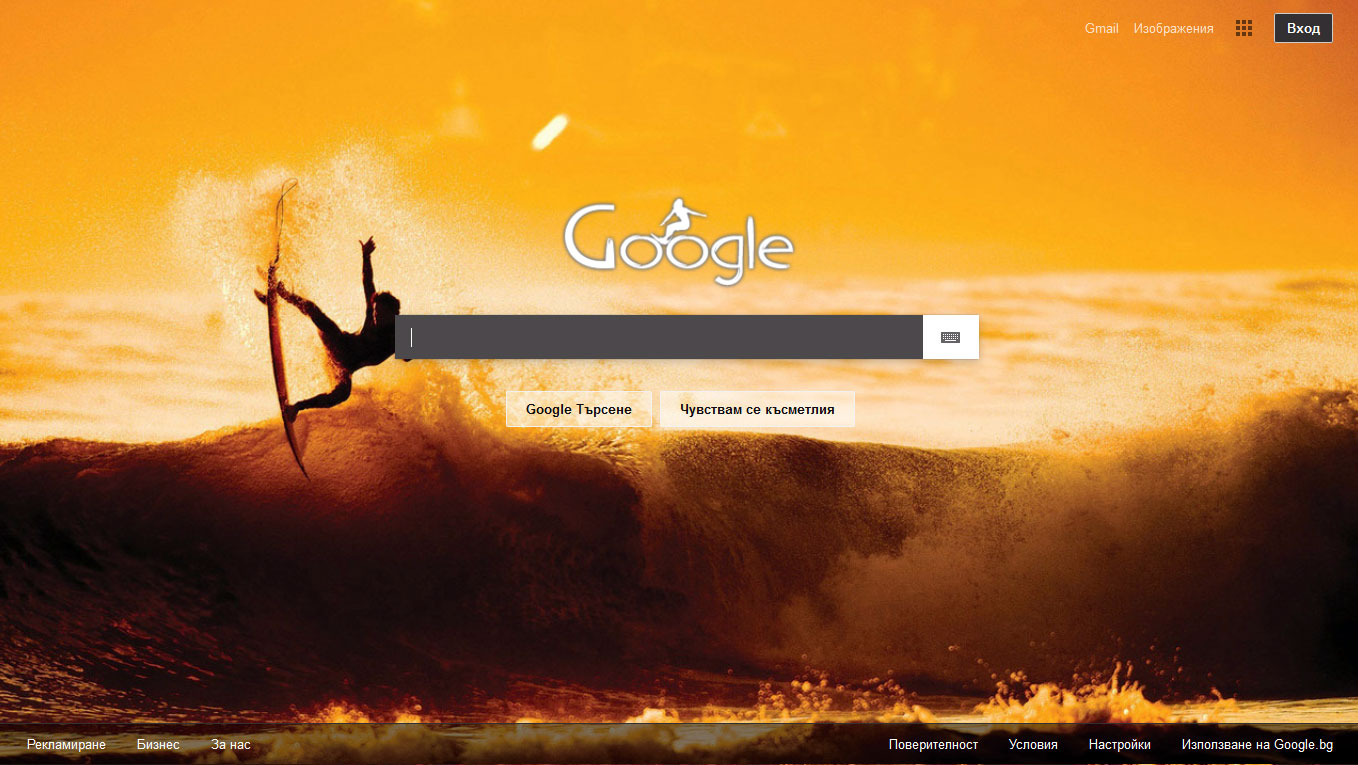 Gmail Изображения Вход
Google
Google Търсене Чувствам се късметлия
Рекламиране Бизнес За нас Поверителност Условия Настройки Използване на Google.bg